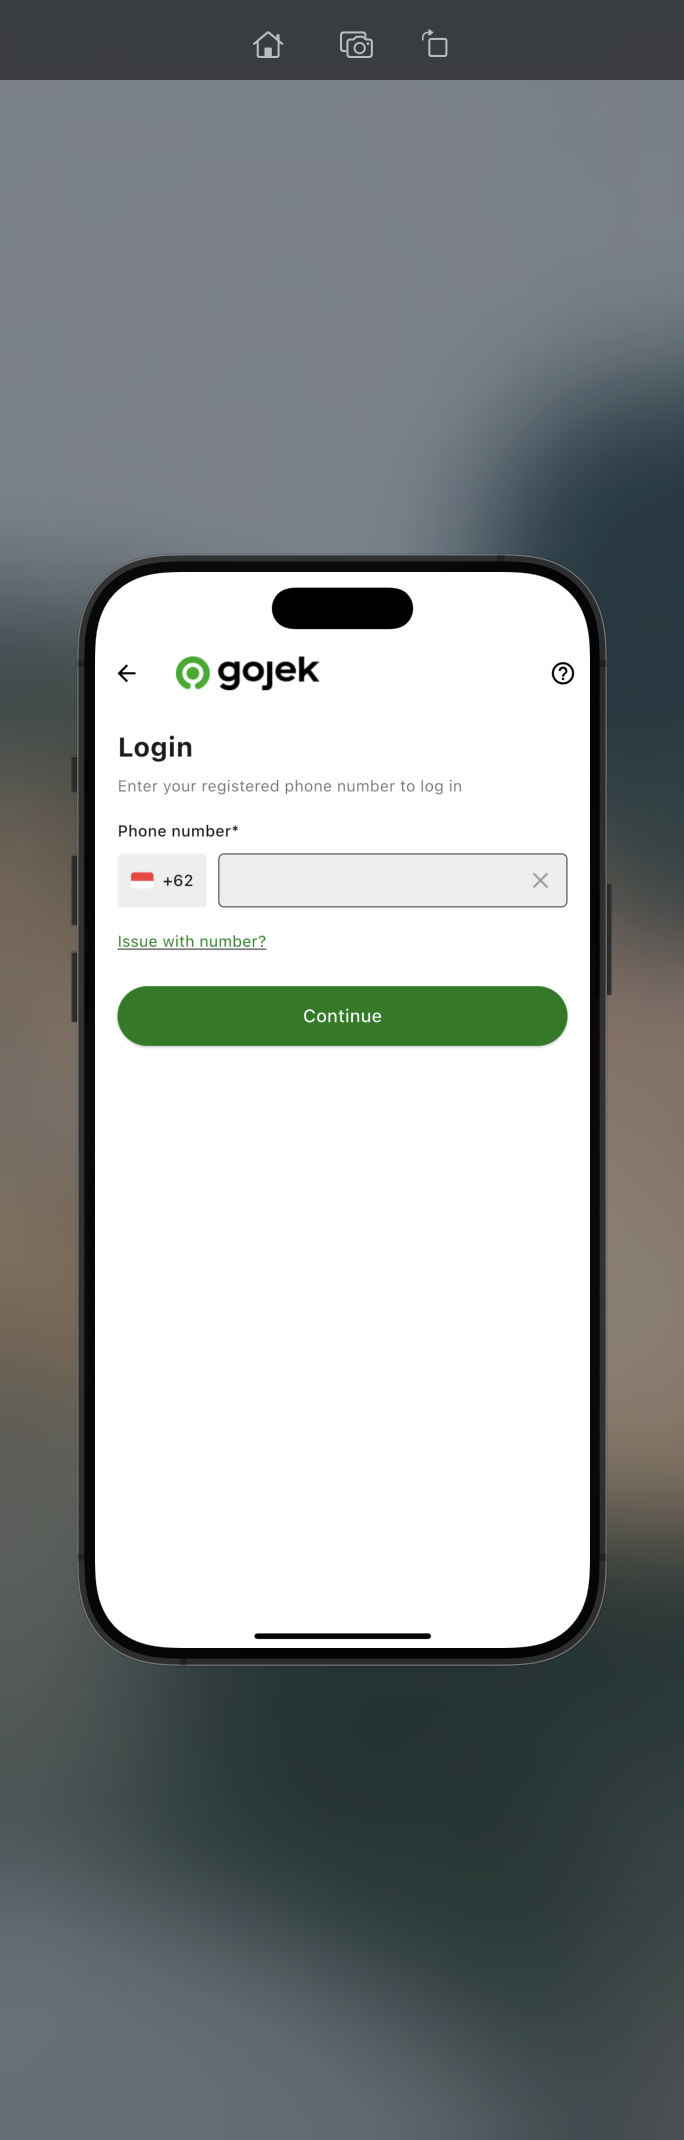 gojek
Login
Enter your registered phone number to log in
Phone number*
+62
Issue with number?
Continue